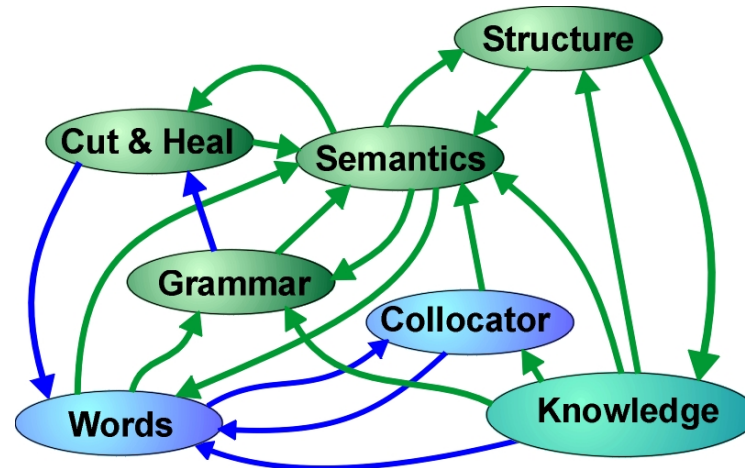 Structure
Cut & Heal
Semantics
Grammar
Collocator
Words
Knowledge